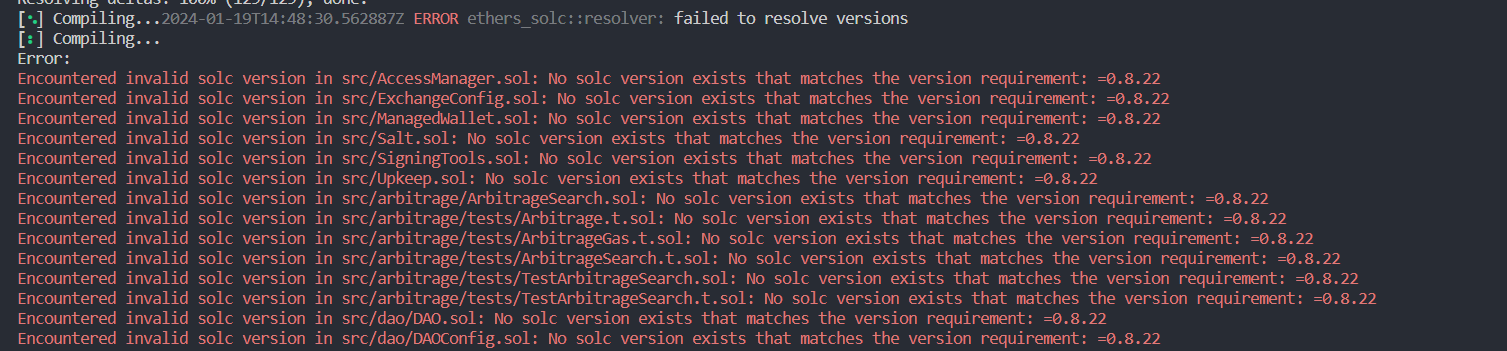 Resolving deltas: 100% (129/129), done.
[⠢] Compiling...2024-01-19T14:48:30.562887Z ERROR ethers_solc::resolver: failed to resolve versions
[⠆] Compiling...
Error:
Encountered invalid solc version in src/AccessManager.sol: No solc version exists that matches the version requirement: =0.8.22
Encountered invalid solc version in src/ExchangeConfig.sol: No solc version exists that matches the version requirement: =0.8.22
Encountered invalid solc version in src/ManagedWallet.sol: No solc version exists that matches the version requirement: =0.8.22
Encountered invalid solc version in src/Salt.sol: No solc version exists that matches the version requirement: =0.8.22
Encountered invalid solc version in src/SigningTools.sol: No solc version exists that matches the version requirement: =0.8.22
Encountered invalid solc version in src/Upkeep.sol: No solc version exists that matches the version requirement: =0.8.22
Encountered invalid solc version in src/arbitrage/ArbitrageSearch.sol: No solc version exists that matches the version requirement: =0.8.22
Encountered invalid solc version in src/arbitrage/tests/Arbitrage.t.sol: No solc version exists that matches the version requirement: =0.8.22
Encountered invalid solc version in src/arbitrage/tests/ArbitrageGas.t.sol: No solc version exists that matches the version requirement: =0.8.22
Encountered invalid solc version in src/arbitrage/tests/ArbitrageSearch.t.sol: No solc version exists that matches the version requirement: =0.8.22
Encountered invalid solc version in src/arbitrage/tests/TestArbitrageSearch.sol: No solc version exists that matches the version requirement: =0.8.22
Encountered invalid solc version in src/arbitrage/tests/TestArbitrageSearch.t.sol: No solc version exists that matches the version requirement: =0.8.22
Encountered invalid solc version in src/dao/DAO.sol: No solc version exists that matches the version requirement: =0.8.22
Encountered invalid solc version in src/dao/DAOConfig.sol: No solc version exists that matches the version requirement: =0.8.22